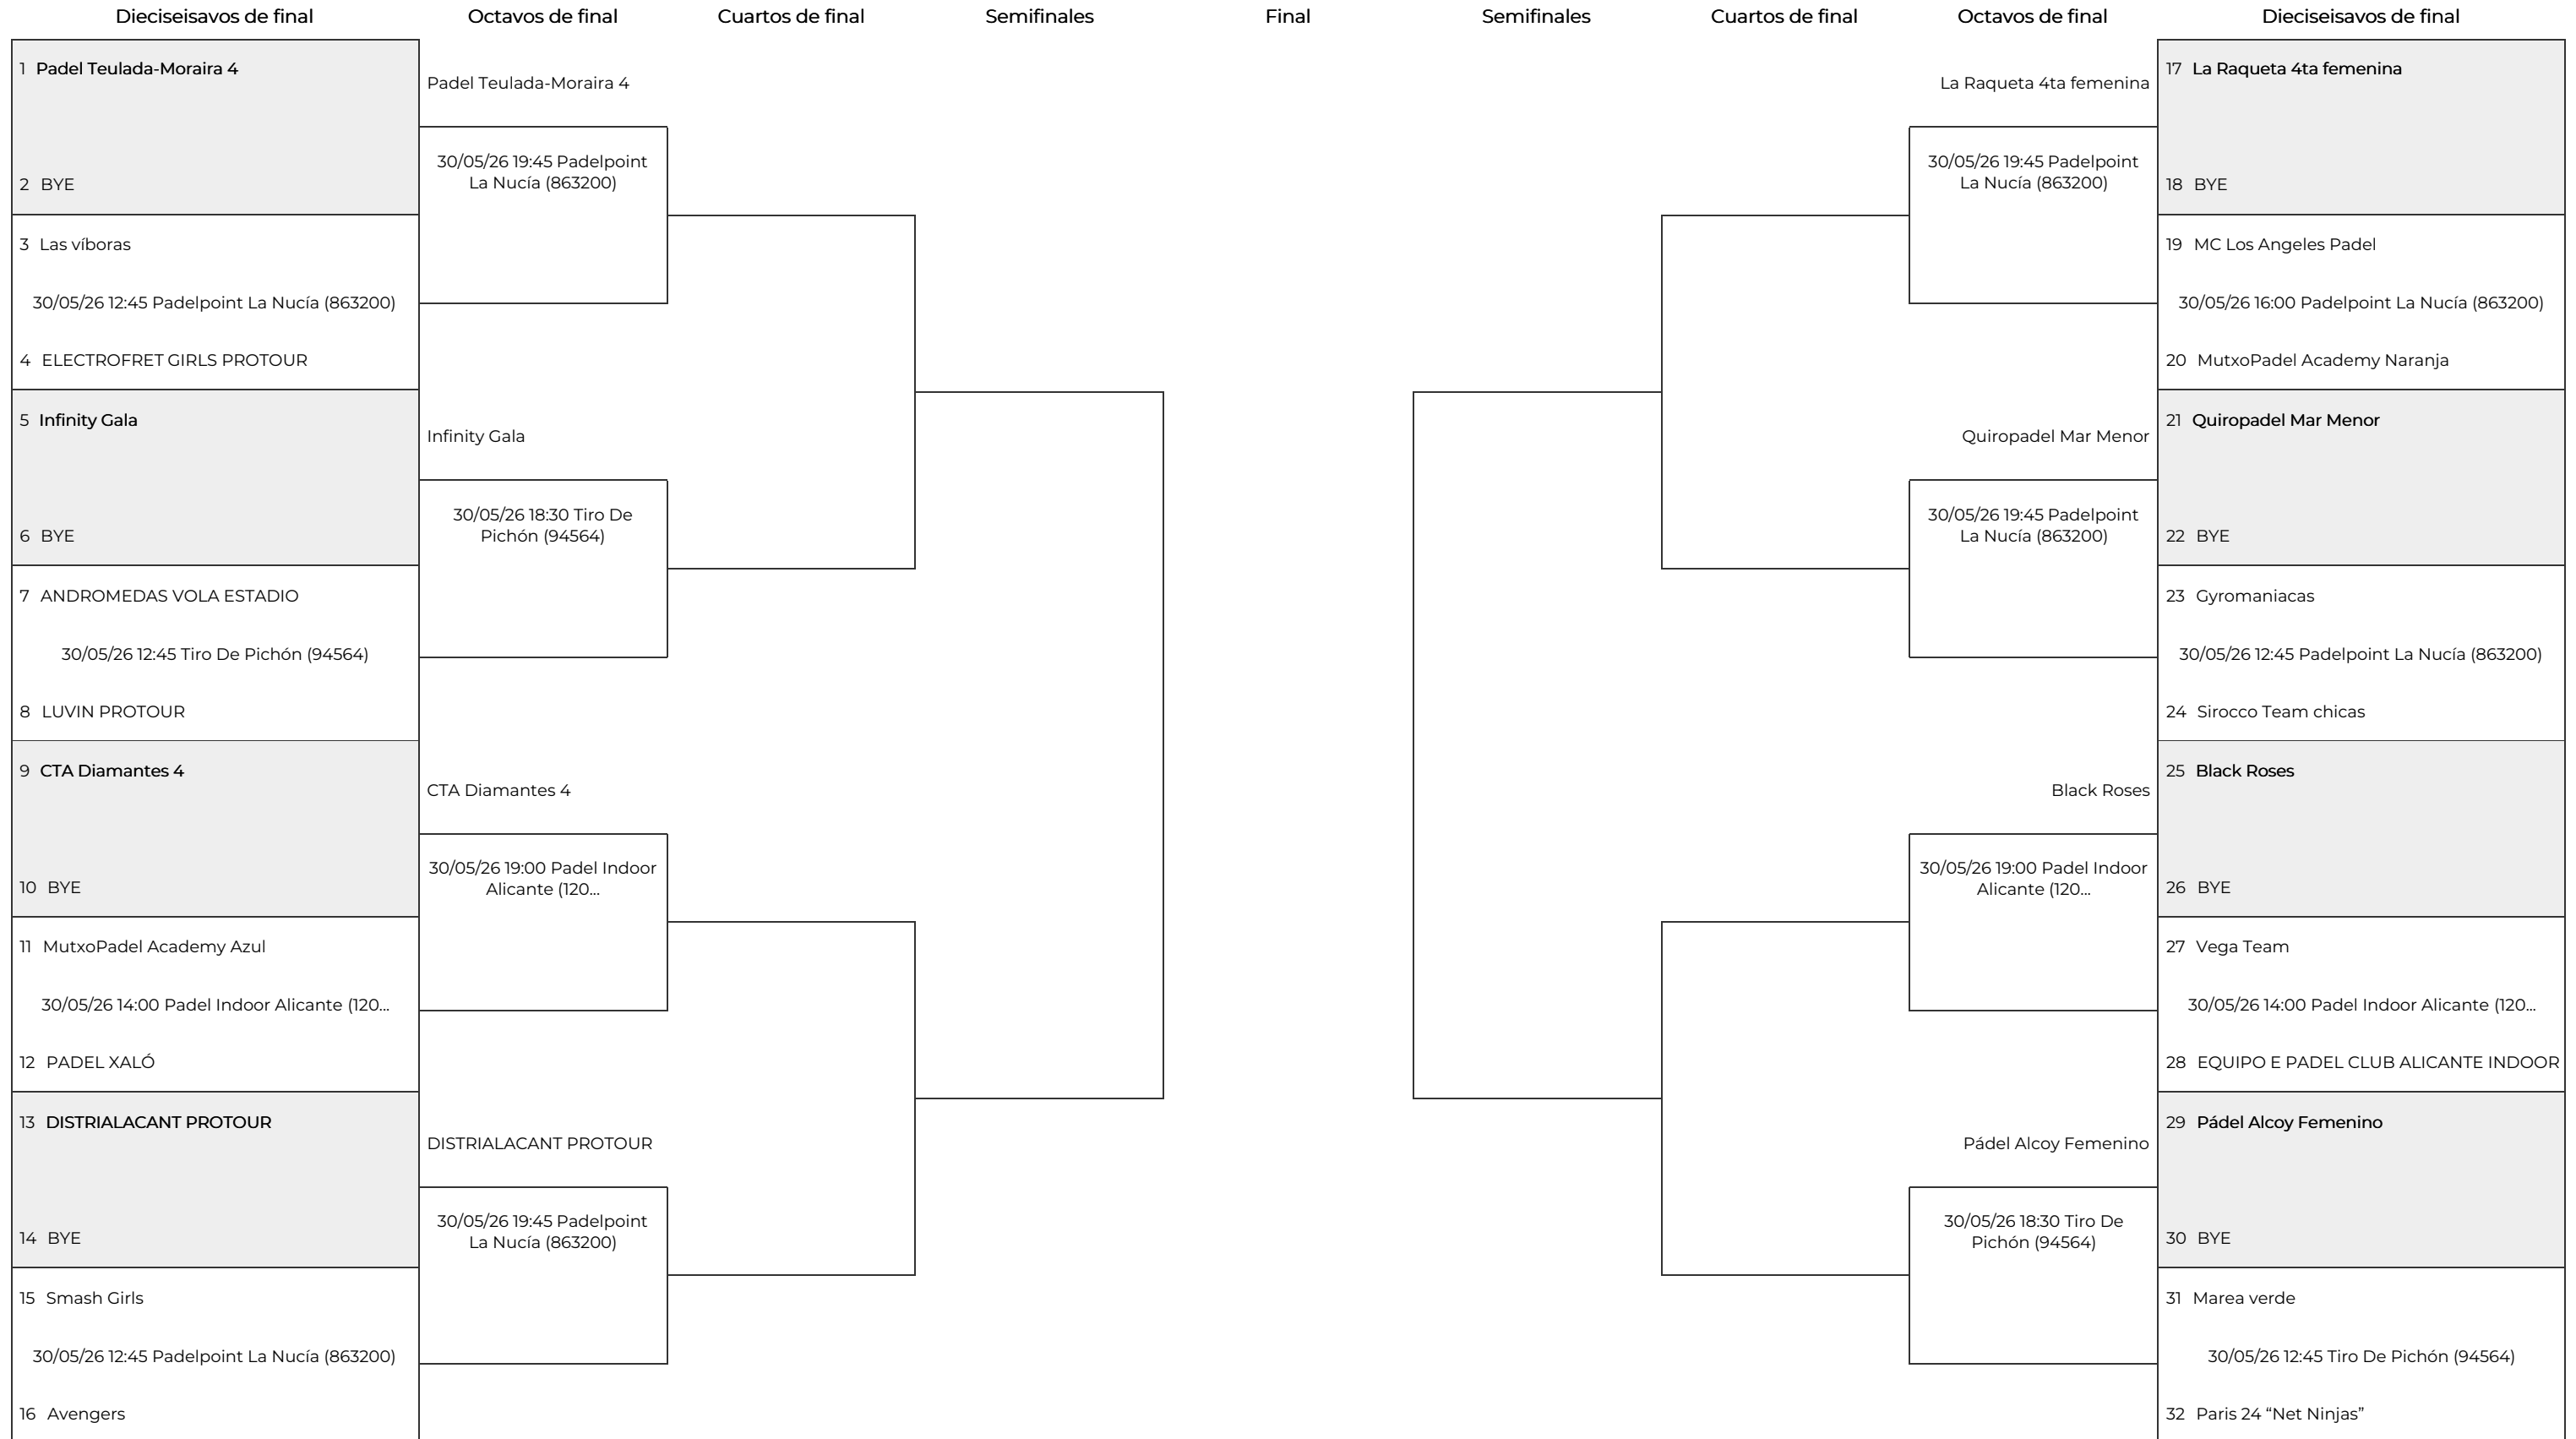 Dieciseisavos de final
Octavos de final
Cuartos de final
Semifinales
Final
Semifinales
Cuartos de final
Octavos de final
Dieciseisavos de final
1 Padel Teulada-Moraira 4
2 BYE
3 Las víboras
30/05/26 12:45 Padelpoint La Nucía (863200)
4 ELECTROFRET GIRLS PROTOUR
5 Infinity Gala
6 BYE
7 ANDROMEDAS VOLA ESTADIO
30/05/26 12:45 Tiro De Pichón (94564)
8 LUVIN PROTOUR
9 CTA Diamantes 4
10 BYE
11 MutxoPadel Academy Azul
30/05/26 14:00 Padel Indoor Alicante (120...
12 PADEL XALÓ
13 DISTRIALACANT PROTOUR
14 BYE
15 Smash Girls
30/05/26 12:45 Padelpoint La Nucía (863200)
16 Avengers
Padel Teulada-Moraira 4
30/05/26 19:45 Padelpoint
La Nucía (863200)
Infinity Gala
30/05/26 18:30 Tiro De
Pichón (94564)
CTA Diamantes 4
30/05/26 19:00 Padel Indoor
Alicante (120...
DISTRIALACANT PROTOUR
30/05/26 19:45 Padelpoint
La Nucía (863200)
La Raqueta 4ta femenina
30/05/26 19:45 Padelpoint
La Nucía (863200)
Quiropadel Mar Menor
30/05/26 19:45 Padelpoint
La Nucía (863200)
Black Roses
30/05/26 19:00 Padel Indoor
Alicante (120...
Pádel Alcoy Femenino
30/05/26 18:30 Tiro De
Pichón (94564)
17 La Raqueta 4ta femenina
18 BYE
19 MC Los Angeles Padel
30/05/26 16:00 Padelpoint La Nucía (863200)
20 MutxoPadel Academy Naranja
21 Quiropadel Mar Menor
22 BYE
23 Gyromaniacas
30/05/26 12:45 Padelpoint La Nucía (863200)
24 Sirocco Team chicas
25 Black Roses
26 BYE
27 Vega Team
30/05/26 14:00 Padel Indoor Alicante (120...
28 EQUIPO E PADEL CLUB ALICANTE INDOOR
29 Pádel Alcoy Femenino
30 BYE
31 Marea verde
30/05/26 12:45 Tiro De Pichón (94564)
32 Paris 24 “Net Ninjas”